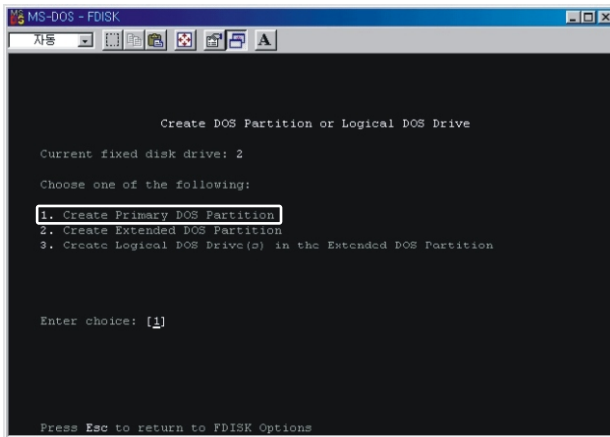 MS-DOS - FDISK
자동
A
Create DOS Partition or Logical DOS Drive
Current fixed disk drive: 2
Choose one of the following:
1. Create Primary DOS Partition
2. Create Extended DOS Partition
3. Create Logical DOS Drive(s) in the Extended DOS Partition
Enter choice: [1]
Press Esc to return to FDISK Options